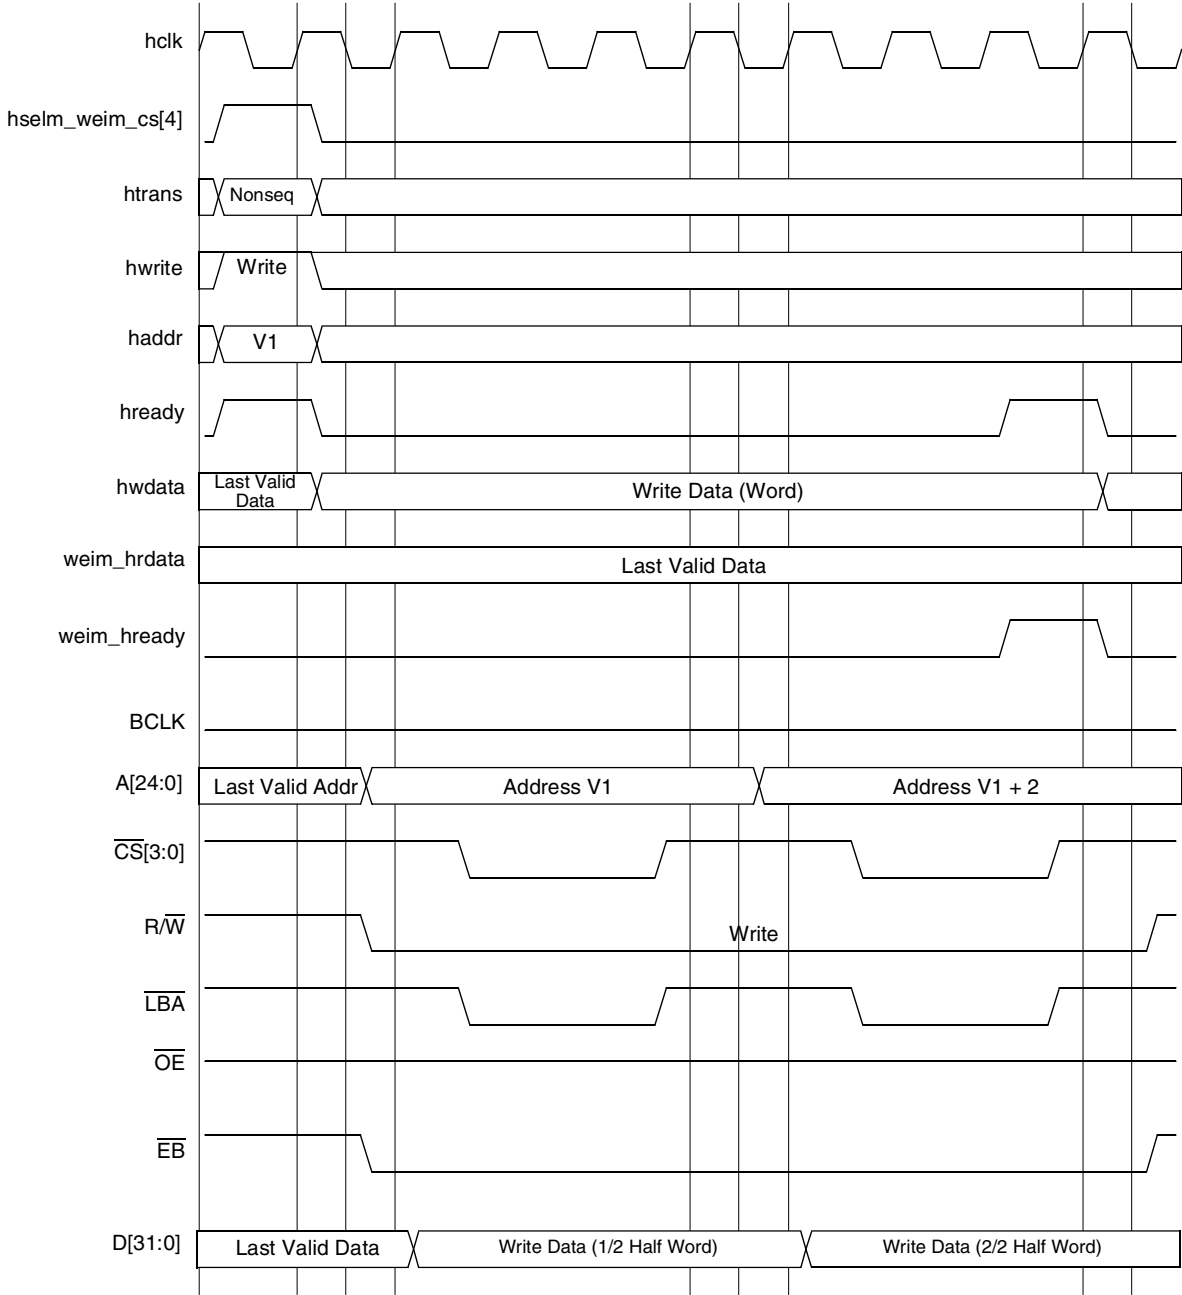 hclk
hselm_weim_cs[4]
htrans
Nonseq
hwrite
Write
haddr
V1
hready
hwdata
Last Valid
Data
Write Data (Word)
weim_hrdata
Last Valid Data
weim_hready
BCLK
A[24:0]
Last Valid Addr
Address V1
Address V1 + 2
CS[3:0]
R/W
Write
LBA
OE
EB
D[31:0]
Last Valid Data
Write Data (1/2 Half Word)
Write Data (2/2 Half Word)